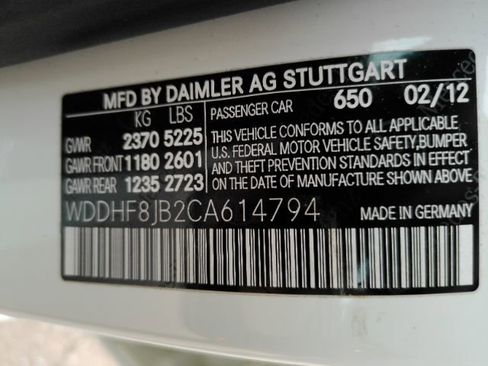 MFD BY DAIMLER AG STUTTGART
KG LBS PASSENGER CAR 650 02/12
GVWR 2370 5225 THIS VEHICLE CONFORMS TO ALL APPLICABLE
GAWR FRONT 1180 2601 U.S. FEDERAL MOTOR VEHICLE SAFETY, BUMPER
GAWR REAR 1235 2723 AND THEFT PREVENTION STANDARDS IN EFFECT
ON THE DATE OF MANUFACTURE SHOWN ABOVE
WDDHF8JB2CA614794 MADE IN GERMANY